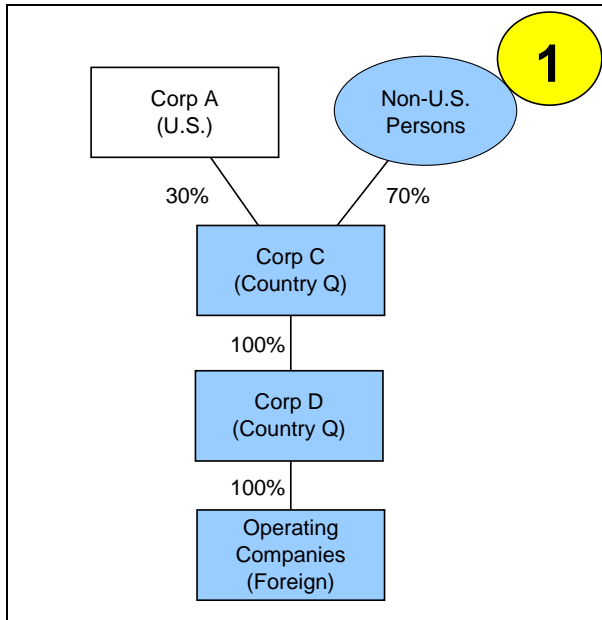 1
Corp A
(U.S.)
Non-U.S.
Persons
30%
70%
Corp C
(Country Q)
100%
Corp D
(Country Q)
100%
Operating
Companies
(Foreign)